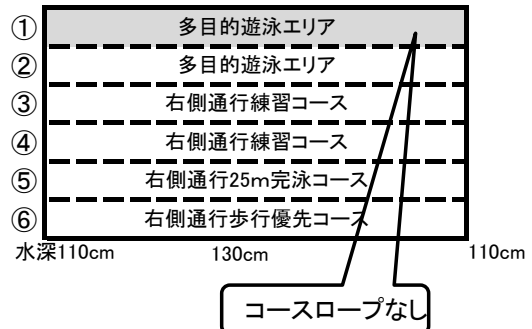 ① 多目的遊泳エリア
② 多目的遊泳エリア
③ 右側通行練習コース
④ 右側通行練習コース
⑤ 右側通行25m完泳コース
⑥ 右側通行歩行優先コース
水深110cm 130cm 110cm
コースロープなし